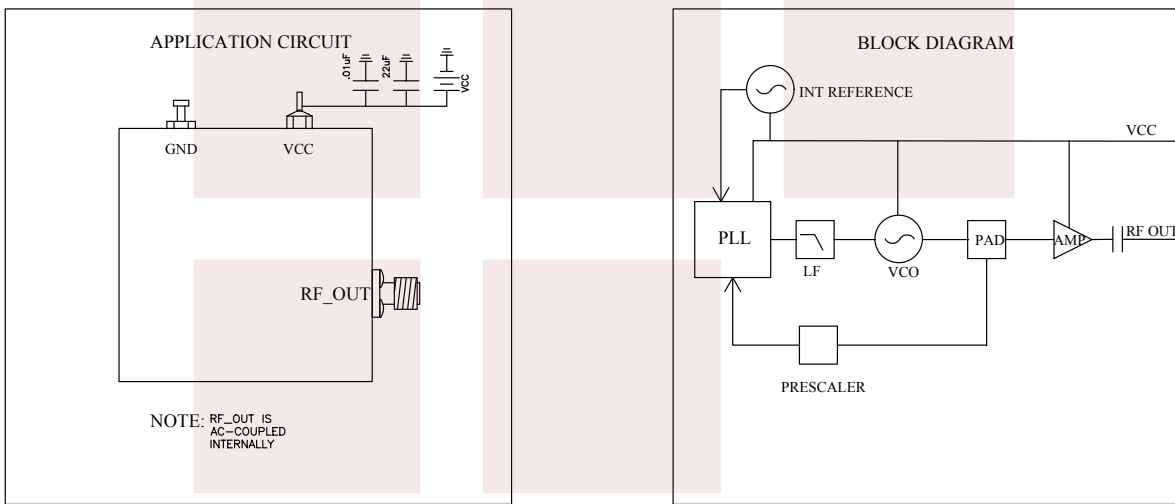 APPLICATION CIRCUIT
.01uF
22uF
VCC
GND
VCC
RF_OUT
NOTE: RF_OUT IS
AC-COUPLED
INTERNALLY
BLOCK DIAGRAM
INT REFERENCE
VCC
PLL
LF
VCO
PAD
AMP
RF OUT
PRESCALER